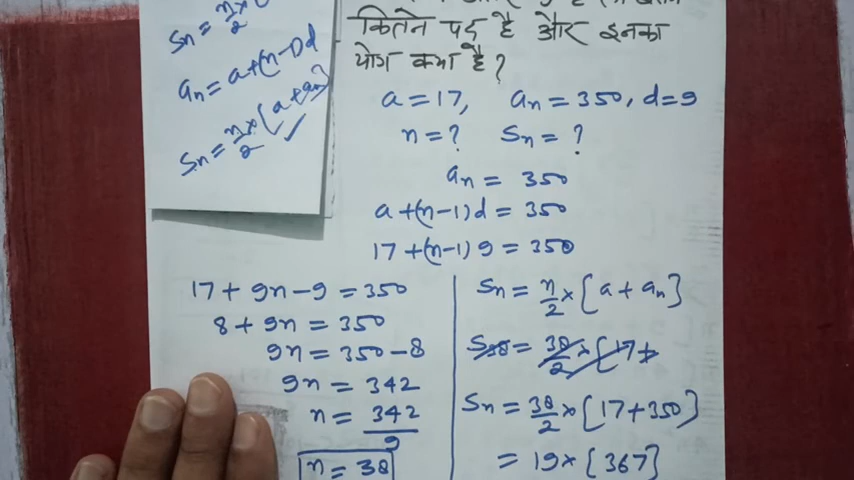 Sn = n/2 ×
an = a+(n-1)d
Sn = n/2 × [a+an]
कितने पद है और इनका
योग क्या है?
a = 17, an = 350, d = 9
n = ? Sn = ?
an = 350
a+(n-1)d = 350
17+(n-1)9 = 350
17 + 9n - 9 = 350
8 + 9n = 350
9n = 350-8
9n = 342
n = 342/9
n = 38
Sn = n/2 × [a + an]
S38 = 38/2 × [17+
Sn = 38/2 × [17+350]
= 19 × [367]